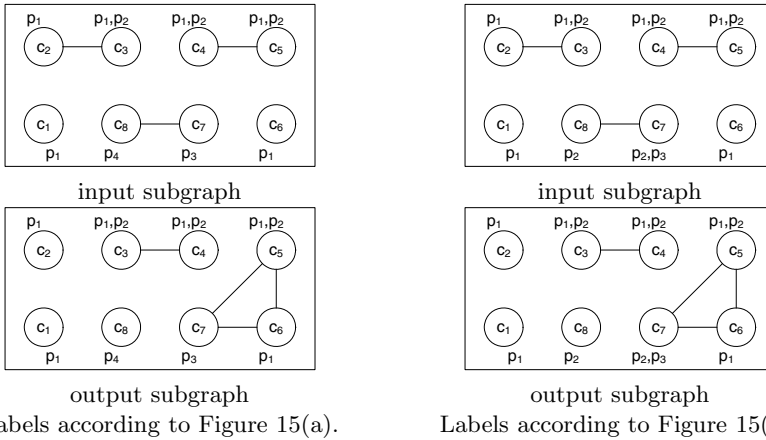 p1 p1,p2 p1,p2 p1,p2
c2 c3 c4 c5
c1 c8 c7 c6
p1 p4 p3 p1
input subgraph
p1 p1,p2 p1,p2 p1,p2
c2 c3 c4 c5
c1 c8 c7 c6
p1 p4 p3 p1
output subgraph
abels according to Figure 15(a).
p1 p1,p2 p1,p2 p1,p2
c2 c3 c4 c5
c1 c8 c7 c6
p1 p2 p2,p3 p1
input subgraph
p1 p1,p2 p1,p2 p1,p2
c2 c3 c4 c5
c1 c8 c7 c6
p1 p2 p2,p3 p1
output subgraph
Labels according to Figure 15(